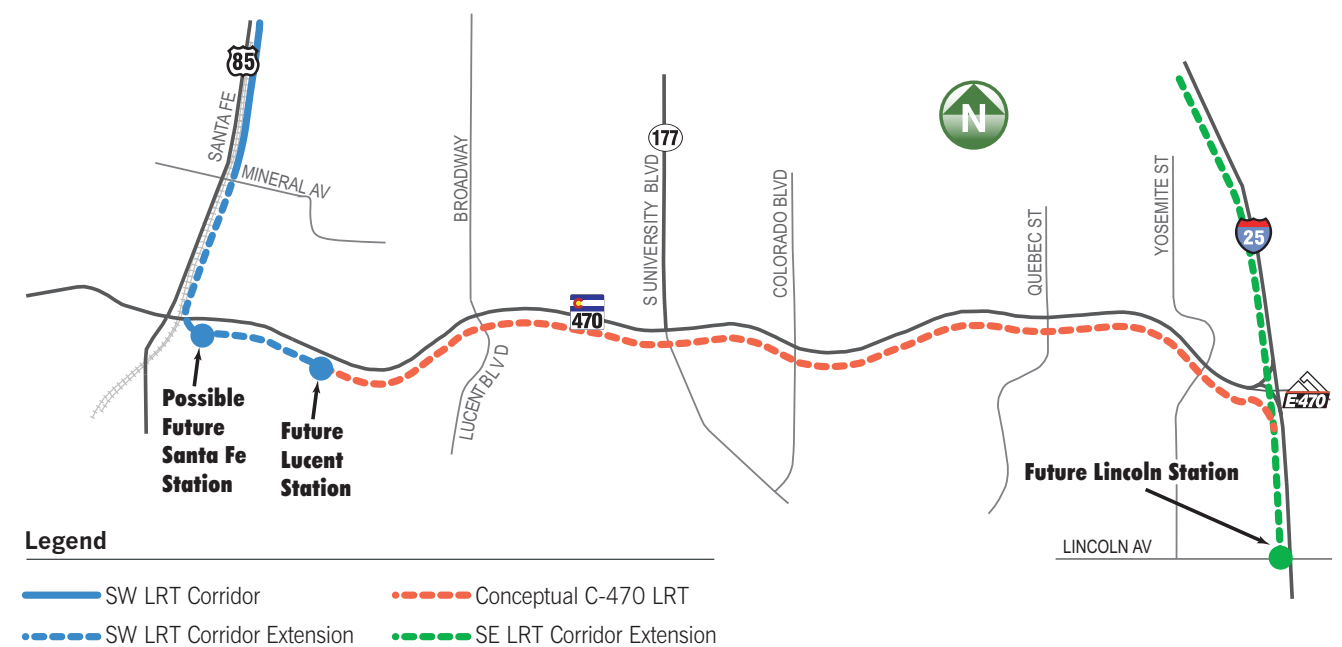 85
SANTA FE
MINERAL AV
BROADWAY
177
S UNIVERSITY BLVD
COLORADO BLVD
N
QUEBEC ST
YOSEMITE ST
25
C
470
LUCENT BLVD
E-470
Possible
Future
Santa Fe
Station
Future
Lucent
Station
Future Lincoln Station
LINCOLN AV
Legend
SW LRT Corridor
Conceptual C-470 LRT
SW LRT Corridor Extension
SE LRT Corridor Extension